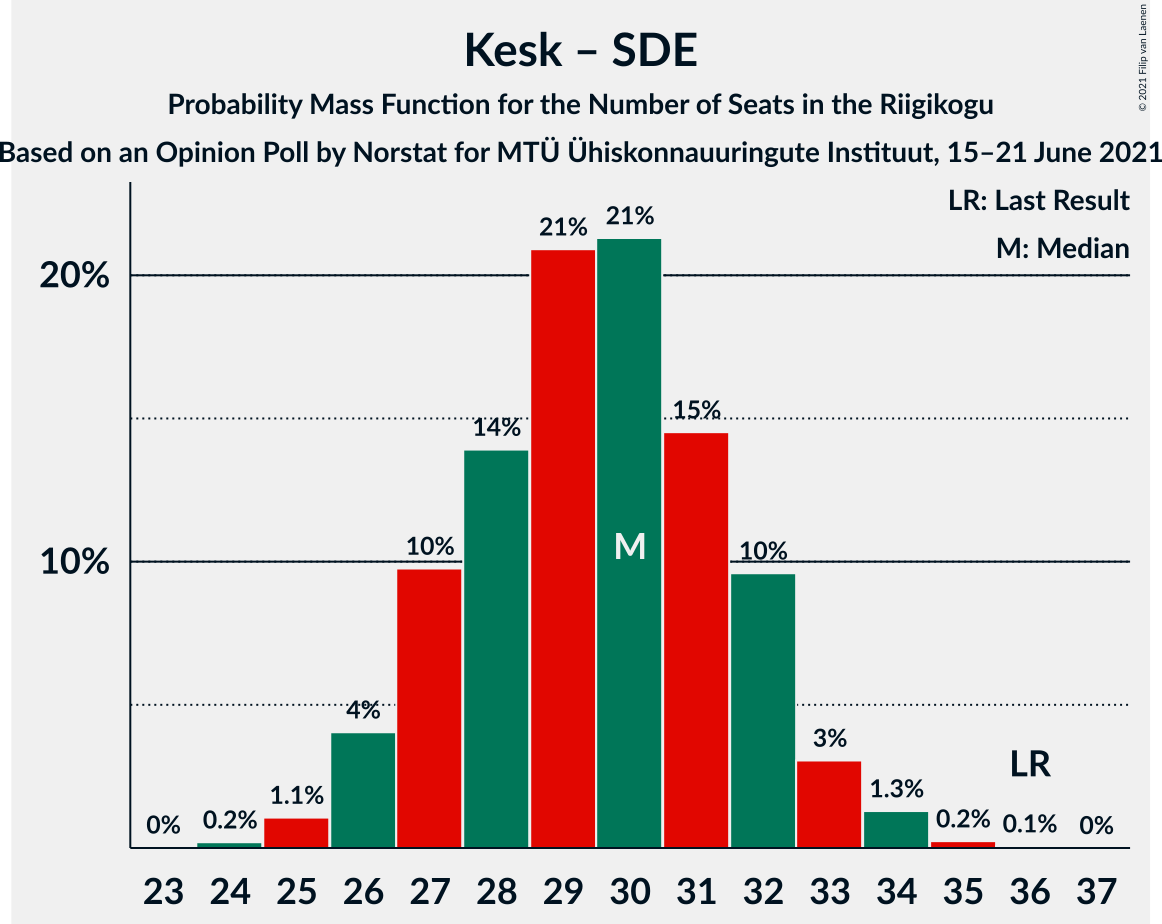 Kesk – SDE
Probability Mass Function for the Number of Seats in the Riigikogu
Based on an Opinion Poll by Norstat for MTÜ Ühiskonnauuringute Instituut, 15–21 June 2021
© 2021 Filip van Laenen
LR: Last Result
M: Median
20%
10%
0%
0.2%
1.1%
4%
10%
14%
21%
21%
15%
10%
3%
1.3%
0.2%
0.1%
0%
M
LR
23 24 25 26 27 28 29 30 31 32 33 34 35 36 37